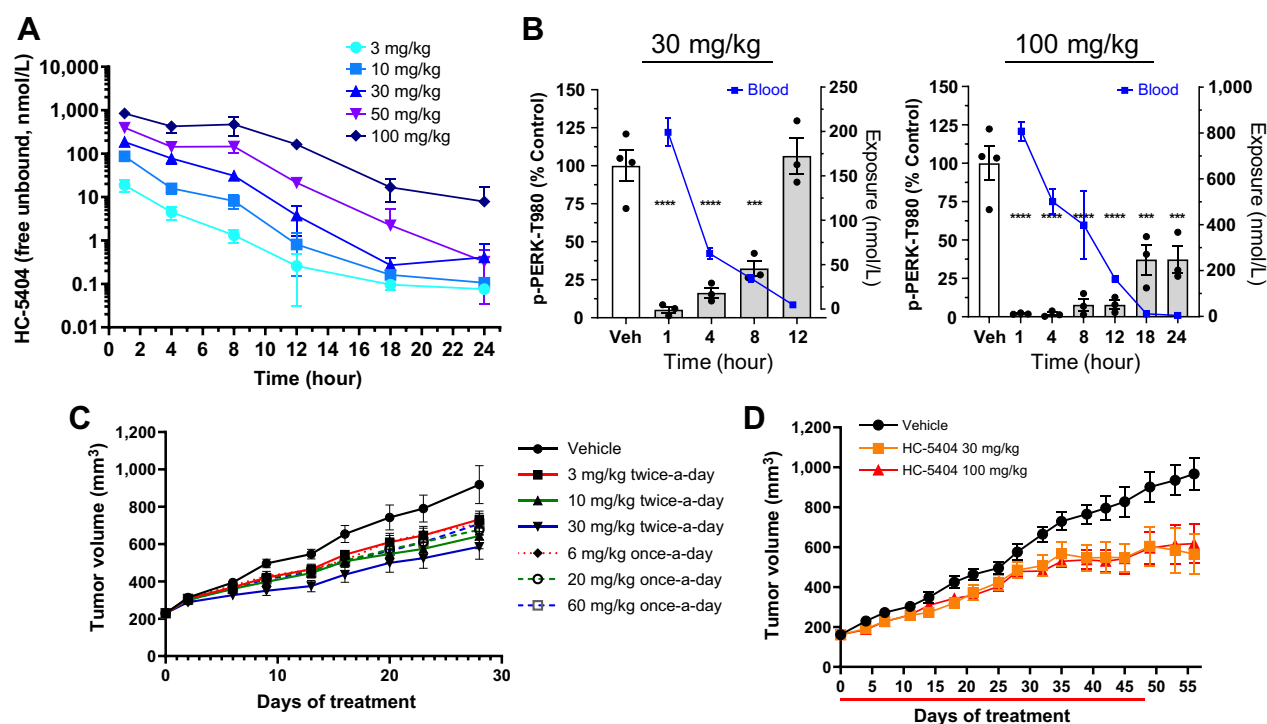 A
HC-5404 (free unbound, nmol/L)
10,000
1,000
100
10
1
0.1
0.01
0 2 4 6 8 10 12 14 16 18 20 22 24
Time (hour)
3 mg/kg
10 mg/kg
30 mg/kg
50 mg/kg
100 mg/kg
B
30 mg/kg
p-PERK-T980 (% Control)
150
125
100
75
50
25
0
Blood
**** **** ***
250
200
150
100
50
0
Exposure (nmol/L)
Veh 1 4 8 12
Time (hour)
100 mg/kg
p-PERK-T980 (% Control)
150
125
100
75
50
25
0
Blood
**** **** **** **** *** ***
1,000
800
600
400
200
0
Exposure (nmol/L)
Veh 1 4 8 12 18 24
Time (hour)
C
Tumor volume (mm³)
1,200
1,000
800
600
400
200
0
0 10 20 30
Days of treatment
Vehicle
3 mg/kg twice-a-day
10 mg/kg twice-a-day
30 mg/kg twice-a-day
6 mg/kg once-a-day
20 mg/kg once-a-day
60 mg/kg once-a-day
D
Tumor volume (mm³)
1,200
1,000
800
600
400
200
0
Vehicle
HC-5404 30 mg/kg
HC-5404 100 mg/kg
0 5 10 15 20 25 30 35 40 45 50 55
Days of treatment